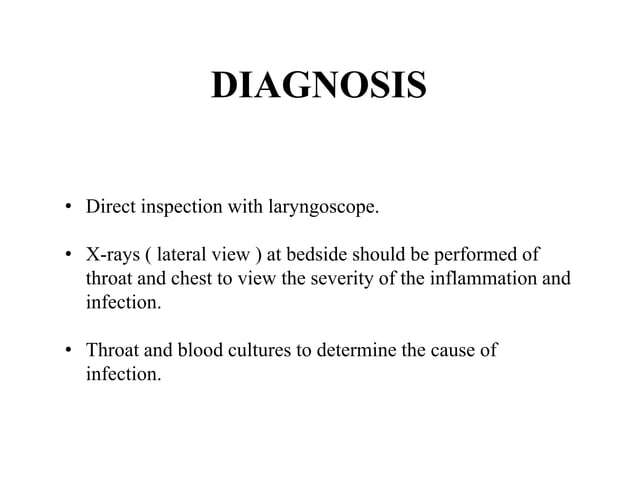 DIAGNOSIS
• Direct inspection with laryngoscope.
• X-rays ( lateral view ) at bedside should be performed of
throat and chest to view the severity of the inflammation and
infection.
• Throat and blood cultures to determine the cause of
infection.